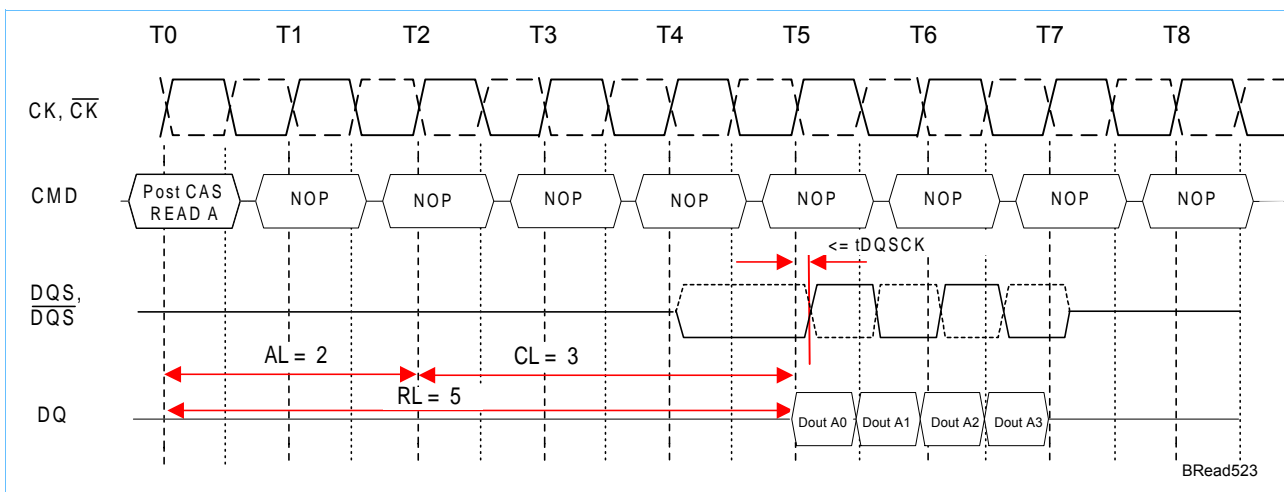 T0 T1 T2 T3 T4 T5 T6 T7 T8
CK, CK
CMD
Post CAS
READ A
NOP NOP NOP NOP NOP NOP NOP NOP
<= tDQSCK
DQS,
DQS
AL = 2
CL = 3
RL = 5
DQ
Dout A0 Dout A1 Dout A2 Dout A3
BRead523